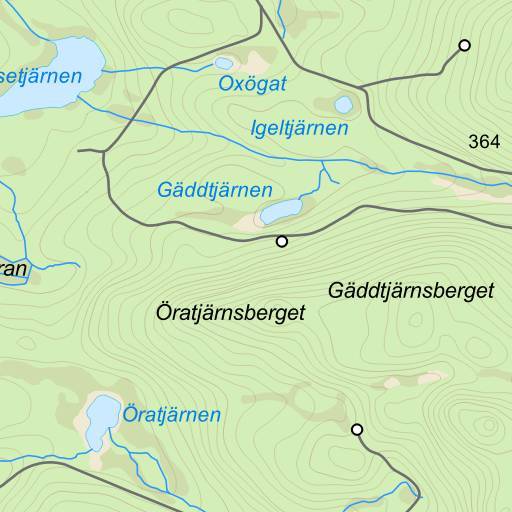 setjärnen
Oxögat
Igeltjärnen
364
Gäddtjärnen
ran
Gäddtjärnsberget
Öratjärnsberget
Öratjärnen